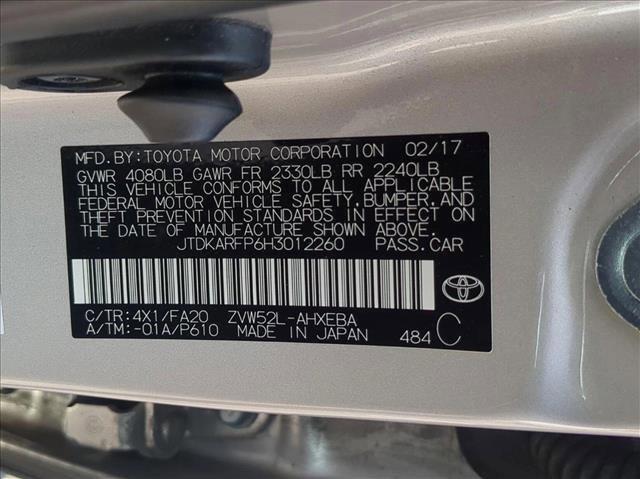 MFD. BY: TOYOTA MOTOR CORPORATION 02/17
GVWR 4080LB GAWR FR 2330LB RR 2240LB
THIS VEHICLE CONFORMS TO ALL APPLICABLE
FEDERAL MOTOR VEHICLE SAFETY, BUMPER, AND
THEFT PREVENTION STANDARDS IN EFFECT ON
THE DATE OF MANUFACTURE SHOWN ABOVE.
JTDKARFP6H3012260 PASS. CAR
C/TR: 4X1/FA20 ZVW52L-AHXEBA
A/TM: -01A/P610 MADE IN JAPAN 484 C